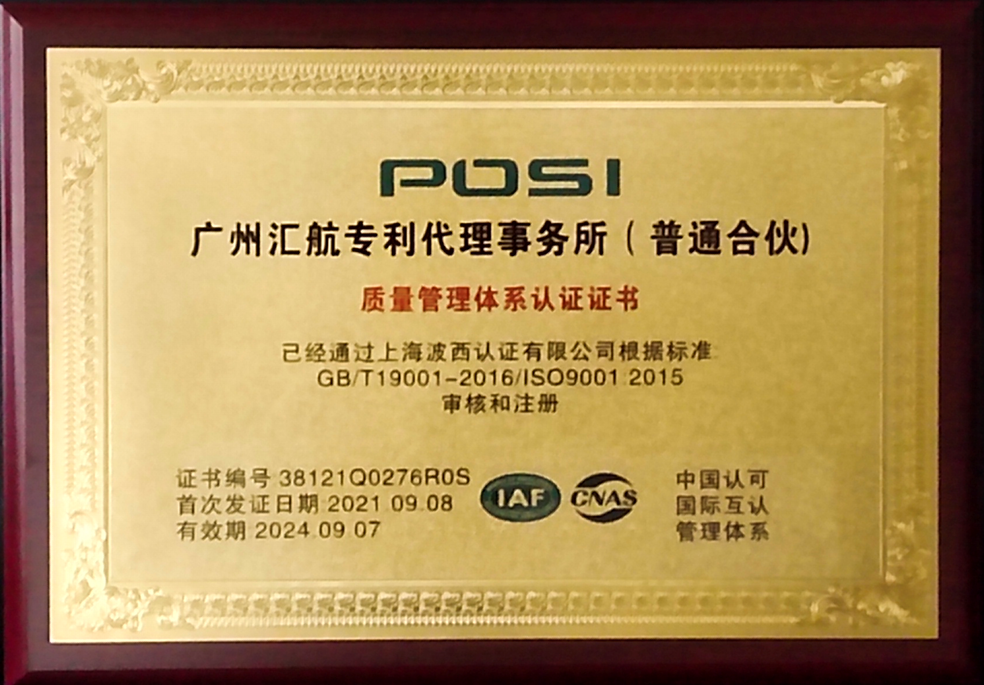 POSI
广州汇航专利代理事务所（普通合伙）
质量管理体系认证证书
已经通过上海波西认证有限公司根据标准
GB/T19001-2016/ISO9001:2015
审核和注册
证书编号:38121Q0276R0S
首次发证日期:2021.09.08
有效期:2024.09.07
IAF
CNAS
中国认可
国际互认
管理体系